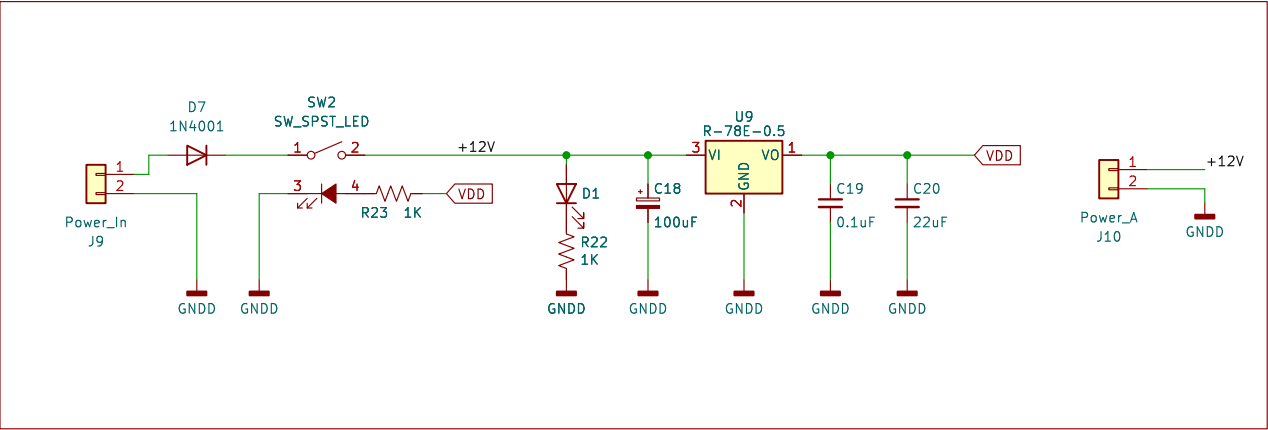 D7
1N4001
SW2
SW_SPST_LED
1
2
+12V
U9
R-78E-0.5
3
VI
VO
1
GND
2
VDD
1
2
Power_In
J9
3
4
R23 1K
VDD
D1
R22
1K
+
C18
100uF
C19
0.1uF
C20
22uF
1
2
+12V
Power_A
J10
GNDD
GNDD
GNDD
GNDD
GNDD
GNDD
GNDD
GNDD